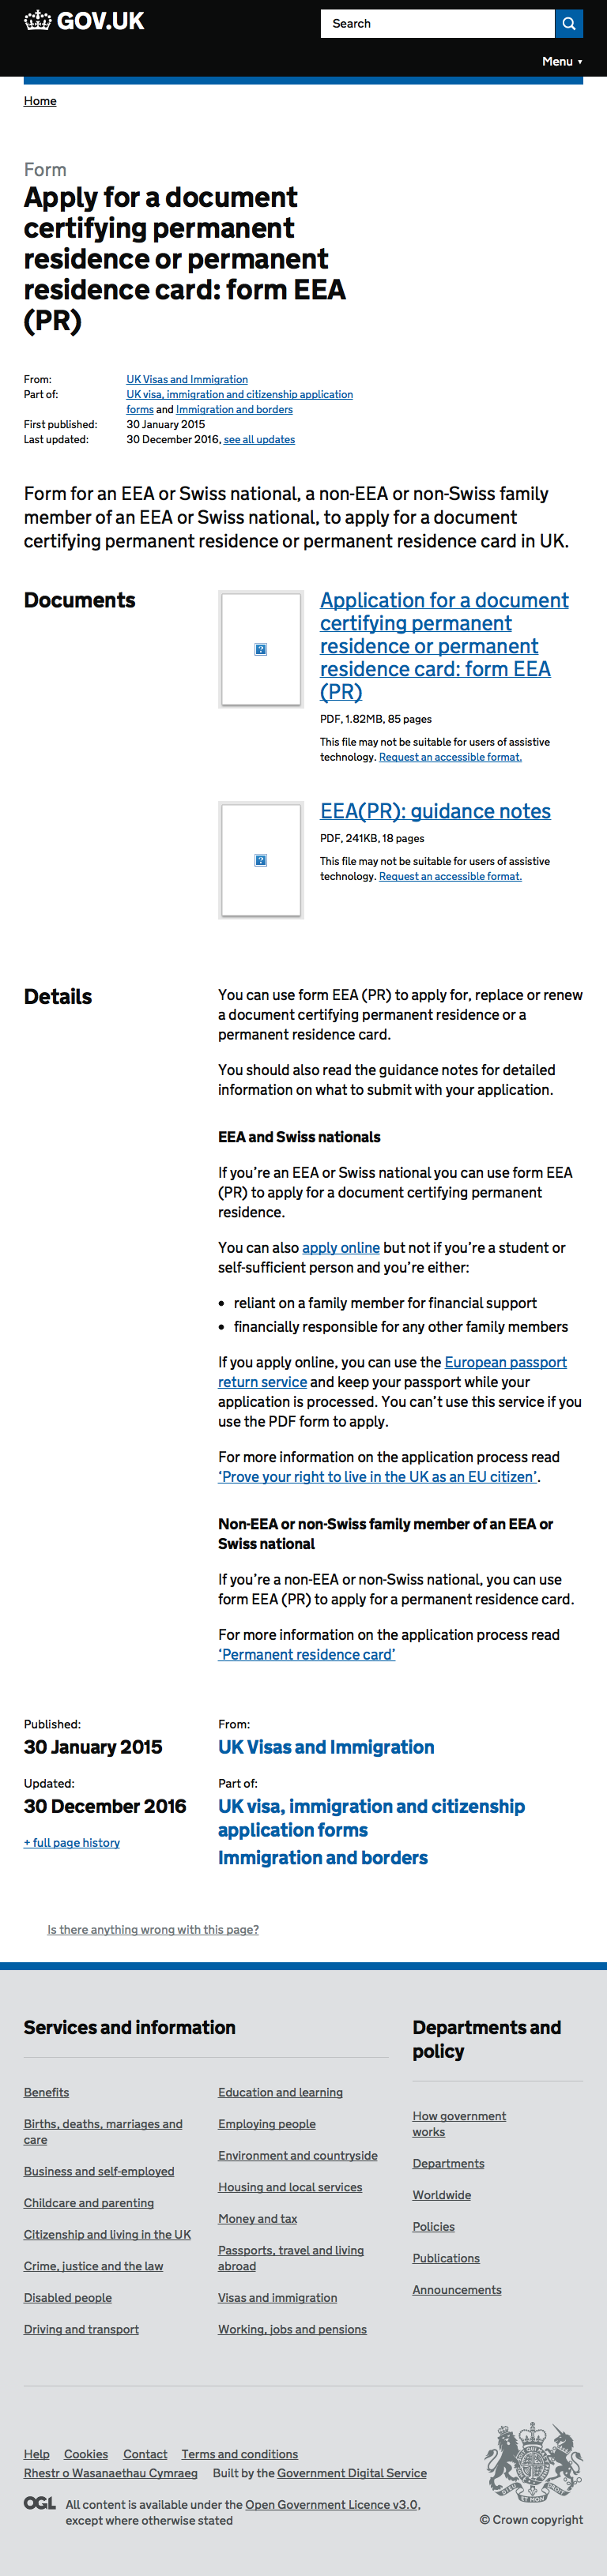 GOV.UK
Search
Menu ▼
Home
Form
Apply for a document
certifying permanent
residence or permanent
residence card: form EEA
(PR)
From: UK Visas and Immigration
Part of: UK visa, immigration and citizenship application
forms and Immigration and borders
First published: 30 January 2015
Last updated: 30 December 2016, see all updates
Form for an EEA or Swiss national, a non-EEA or non-Swiss family
member of an EEA or Swiss national, to apply for a document
certifying permanent residence or permanent residence card in UK.
Documents
Application for a document
certifying permanent
residence or permanent
residence card: form EEA
(PR)
PDF, 1.82MB, 85 pages
This file may not be suitable for users of assistive
technology. Request an accessible format.
EEA(PR): guidance notes
PDF, 241KB, 18 pages
This file may not be suitable for users of assistive
technology. Request an accessible format.
Details
You can use form EEA (PR) to apply for, replace or renew
a document certifying permanent residence or a
permanent residence card.
You should also read the guidance notes for detailed
information on what to submit with your application.
EEA and Swiss nationals
If you’re an EEA or Swiss national you can use form EEA
(PR) to apply for a document certifying permanent
residence.
You can also apply online but not if you’re a student or
self-sufficient person and you’re either:
• reliant on a family member for financial support
• financially responsible for any other family members
If you apply online, you can use the European passport
return service and keep your passport while your
application is processed. You can’t use this service if you
use the PDF form to apply.
For more information on the application process read
‘Prove your right to live in the UK as an EU citizen’.
Non-EEA or non-Swiss family member of an EEA or
Swiss national
If you’re a non-EEA or non-Swiss national, you can use
form EEA (PR) to apply for a permanent residence card.
For more information on the application process read
‘Permanent residence card’
Published:
30 January 2015
Updated:
30 December 2016
+ full page history
From:
UK Visas and Immigration
Part of:
UK visa, immigration and citizenship
application forms
Immigration and borders
Is there anything wrong with this page?
Services and information
Benefits
Births, deaths, marriages and
care
Business and self-employed
Childcare and parenting
Citizenship and living in the UK
Crime, justice and the law
Disabled people
Driving and transport
Education and learning
Employing people
Environment and countryside
Housing and local services
Money and tax
Passports, travel and living
abroad
Visas and immigration
Working, jobs and pensions
Departments and
policy
How government
works
Departments
Worldwide
Policies
Publications
Announcements
Help Cookies Contact Terms and conditions
Rhestr o Wasanaethau Cymraeg Built by the Government Digital Service
OGL All content is available under the Open Government Licence v3.0,
except where otherwise stated
© Crown copyright